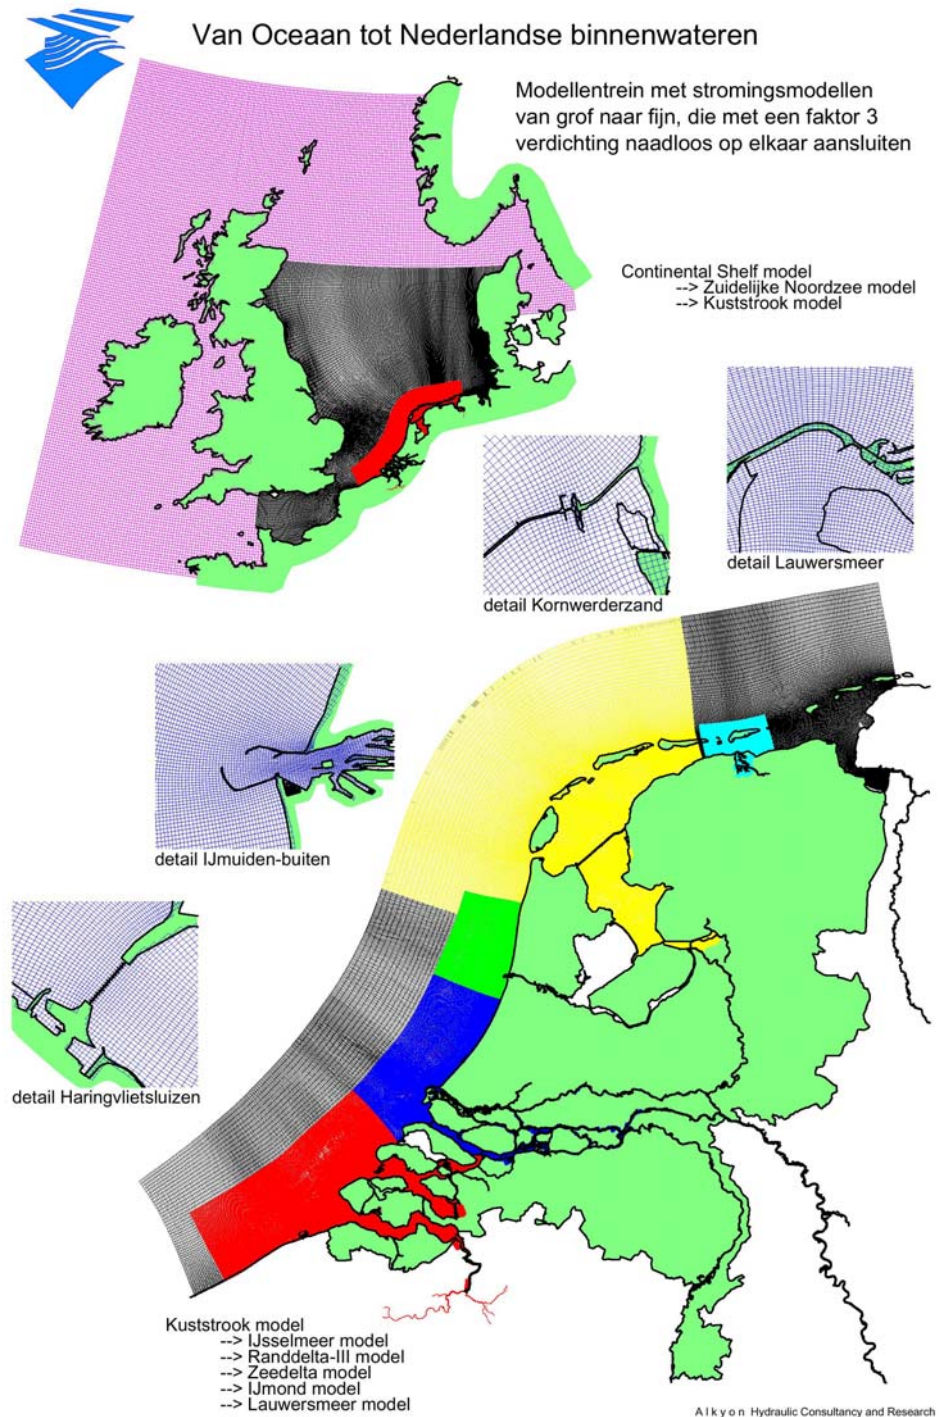 Van Oceaan tot Nederlandse binnenwateren
Modellentrein met stromingsmodellen
van grof naar fijn, die met een faktor 3
verdichting naadloos op elkaar aansluiten
Continental Shelf model
--> Zuidelijke Noordzee model
--> Kuststrook model
detail Lauwersmeer
detail Kornwerderzand
detail IJmuiden-buiten
detail Haringvlietsluizen
Kuststrook model
--> IJsselmeer model
--> Randdelta-III model
--> Zeedelta model
--> IJmond model
--> Lauwersmeer model
A l k y o n Hydraulic Consultancy and Research